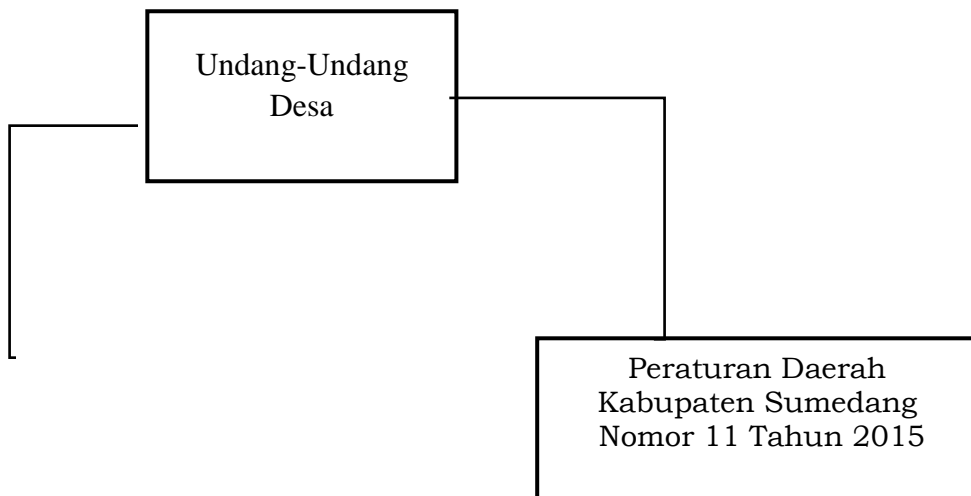 Undang-Undang
Desa
Peraturan Daerah
Kabupaten Sumedang
Nomor 11 Tahun 2015